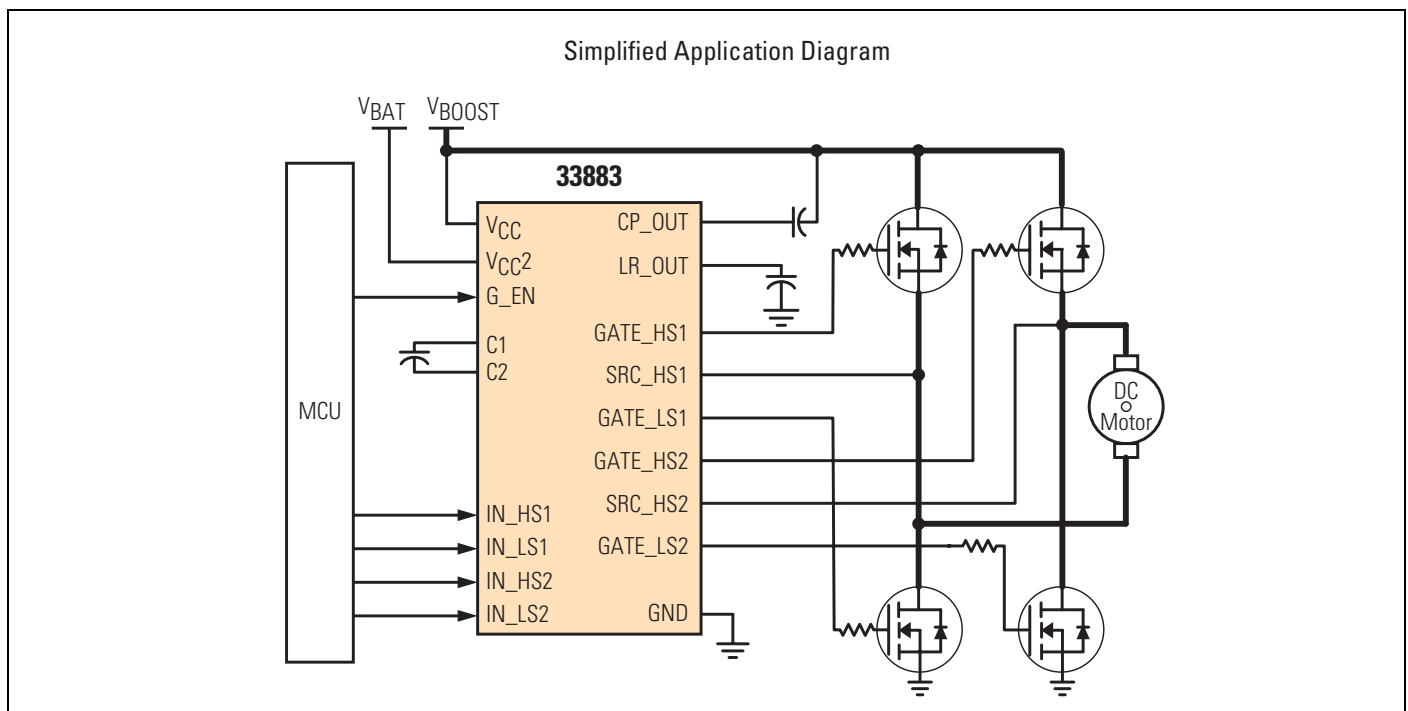 Simplified Application Diagram
VBAT
VBOOST
33883
VCC
VCC2
G_EN
C1
C2
IN_HS1
IN_LS1
IN_HS2
IN_LS2
CP_OUT
LR_OUT
GATE_HS1
SRC_HS1
GATE_LS1
GATE_HS2
SRC_HS2
GATE_LS2
GND
MCU
DC
Motor